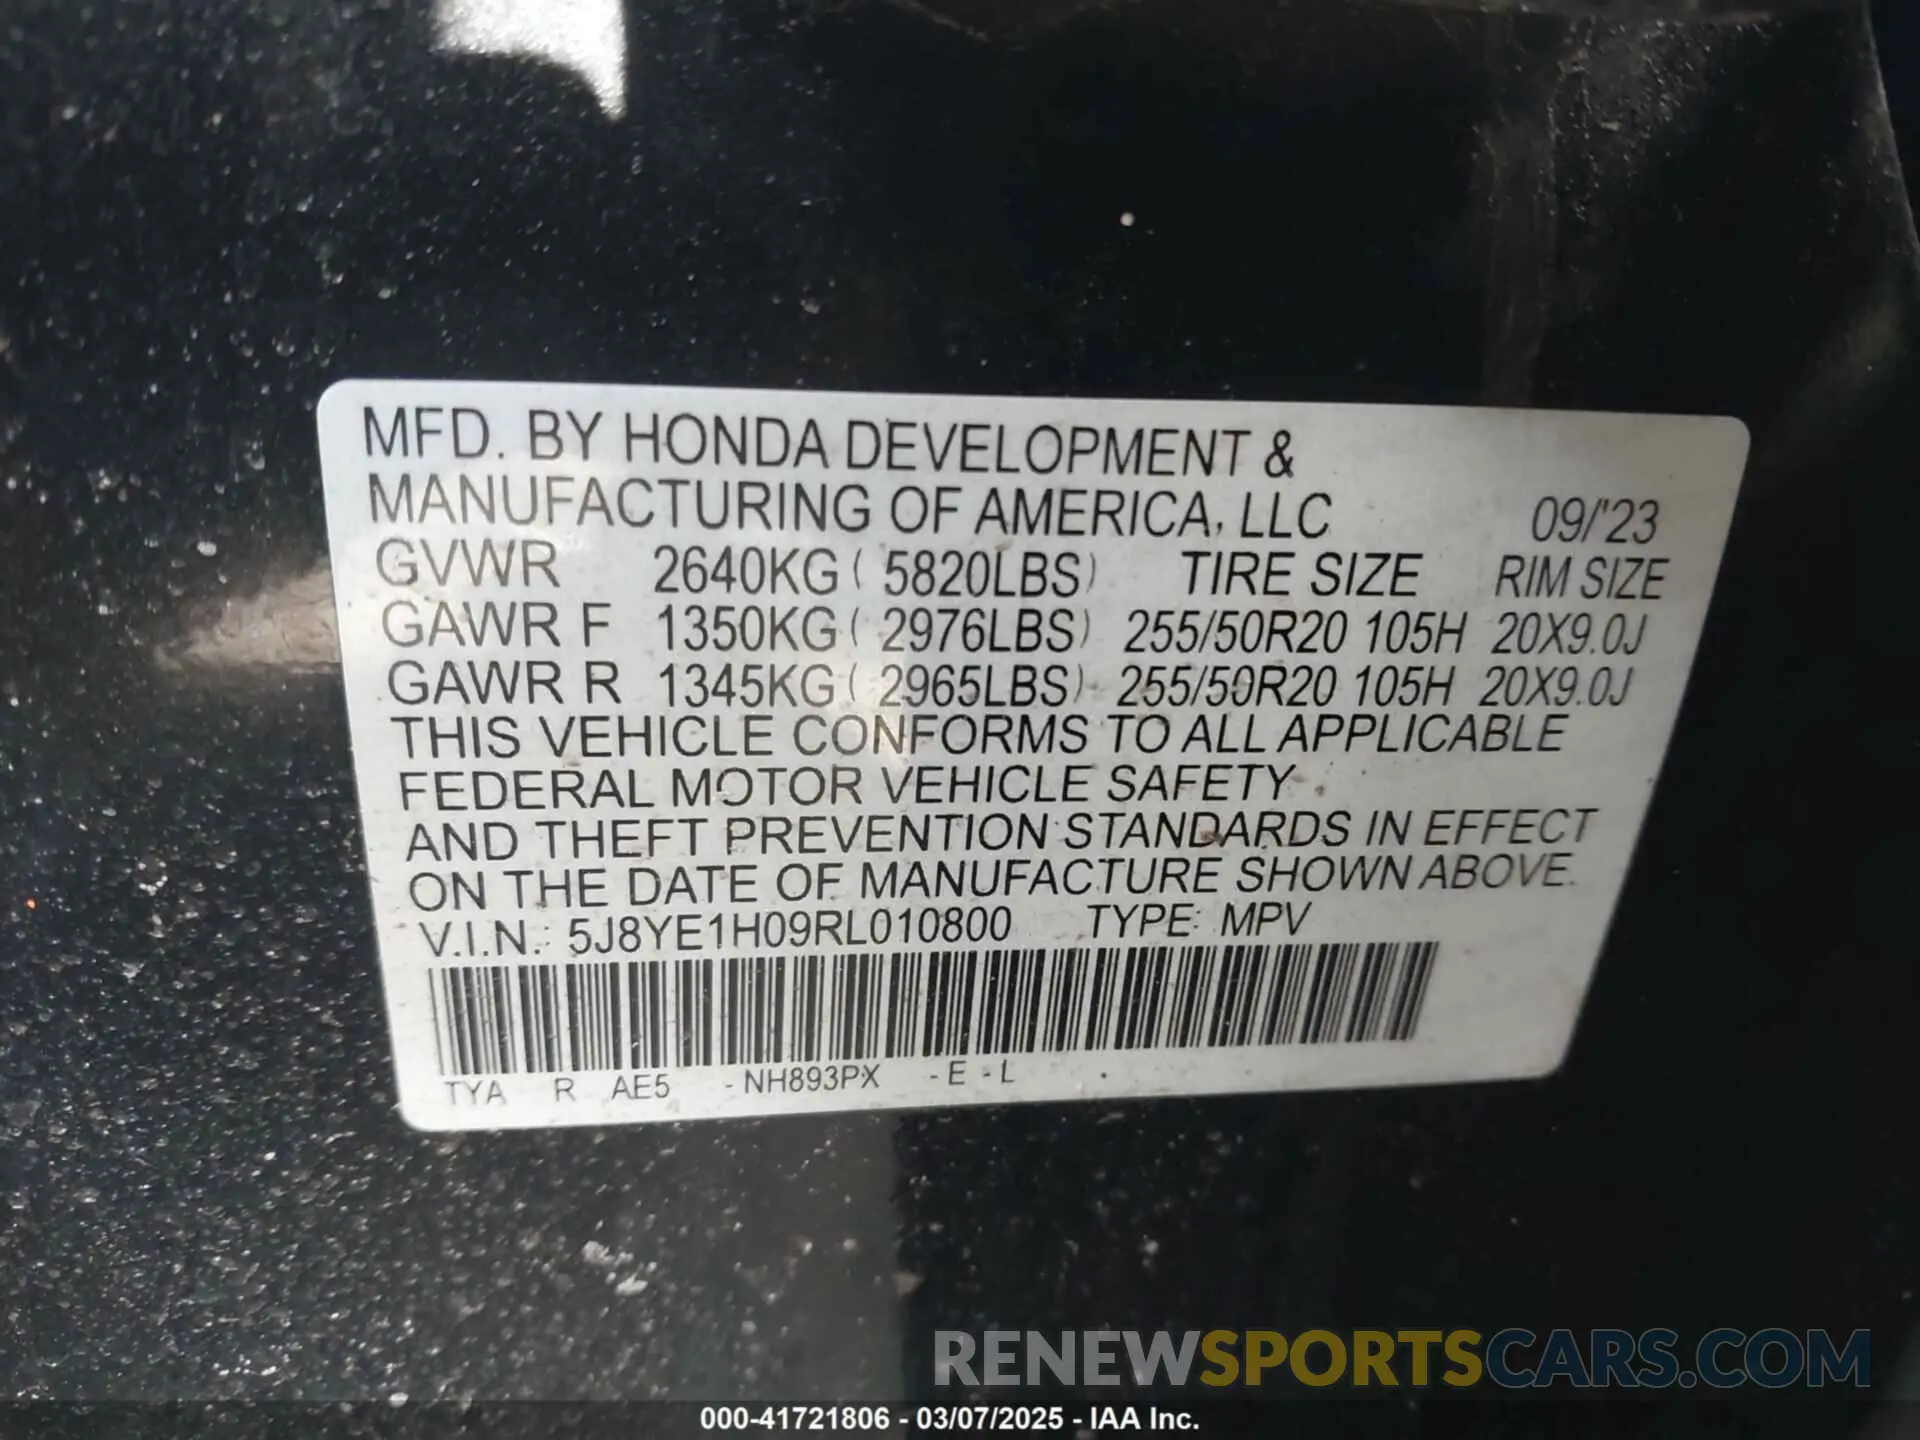 MFD. BY HONDA DEVELOPMENT &
MANUFACTURING OF AMERICA, LLC 09/'23
GVWR 2640KG ( 5820LBS) TIRE SIZE RIM SIZE
GAWR F 1350KG ( 2976LBS) 255/50R20 105H 20X9.0J
GAWR R 1345KG ( 2965LBS) 255/50R20 105H 20X9.0J
THIS VEHICLE CONFORMS TO ALL APPLICABLE
FEDERAL MOTOR VEHICLE SAFETY
AND THEFT PREVENTION STANDARDS IN EFFECT
ON THE DATE OF MANUFACTURE SHOWN ABOVE.
V.I.N.: 5J8YE1H09RL010800 TYPE: MPV
TYA R AE5 - NH893PX - E - L
RENEWSPORTSCARS.COM
000-41721806 - 03/07/2025 - IAA Inc.